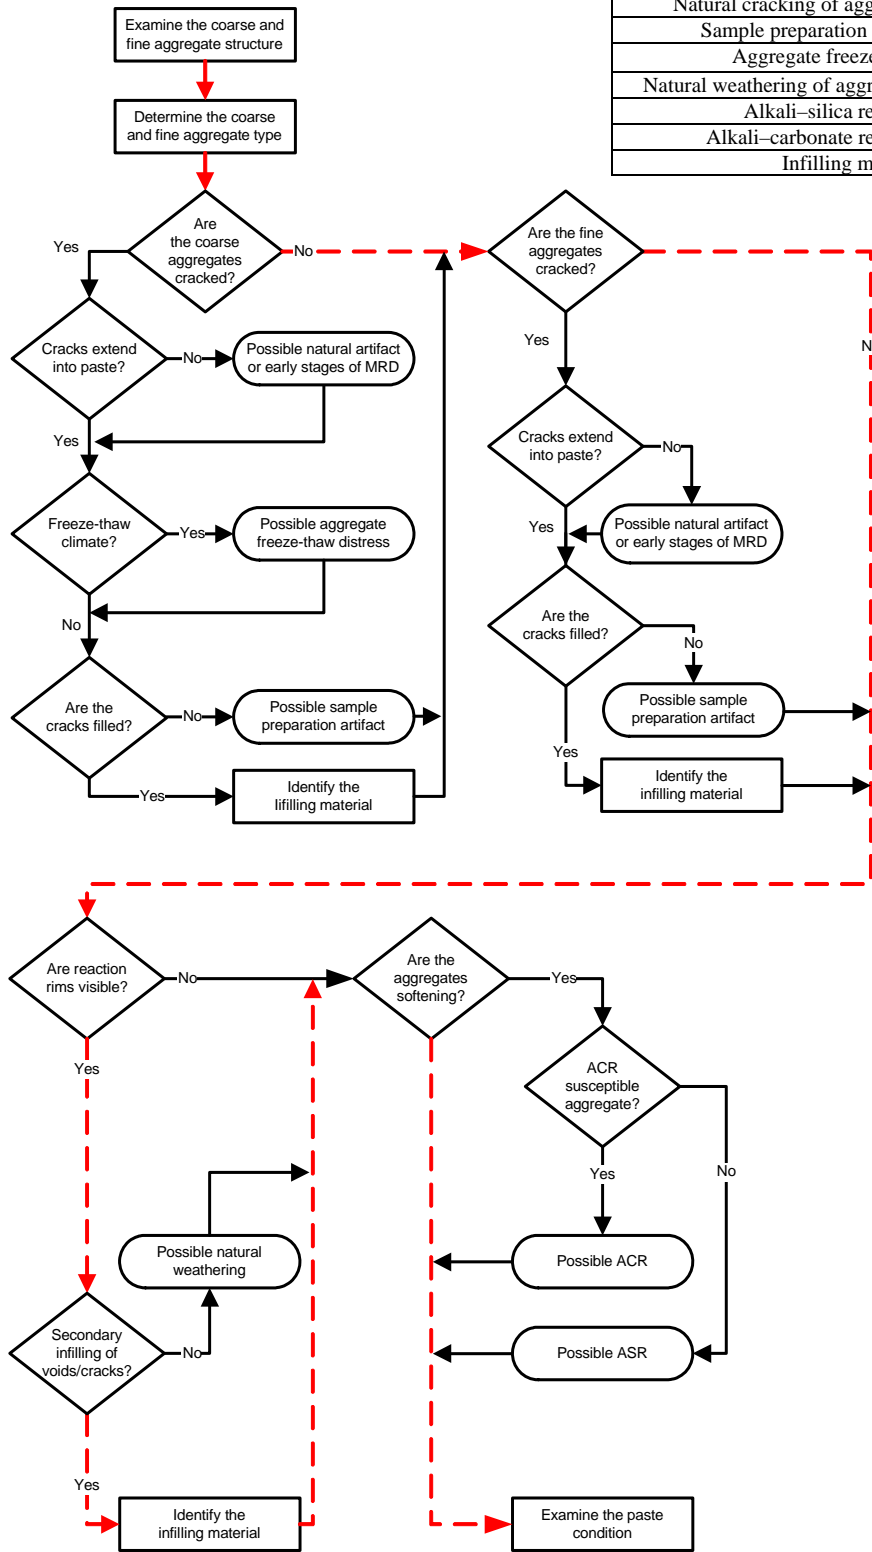 Natural cracking of
Sample preparation
Aggregate
Natural weathering of
Alkali–silica
Alkali–carbonate
Infilling
Examine the coarse and
fine aggregate structure
Determine the coarse
and fine aggregate type
Are
the coarse
aggregates
cracked?
Yes
No
Are the fine
aggregates
cracked?
Yes
Cracks extend
into paste?
No
Possible natural artifact
or early stages of MRD
Yes
Freeze-thaw
climate?
Yes
Possible aggregate
freeze-thaw distress
No
Are the
cracks filled?
No
Possible sample
preparation artifact
Yes
Identify the
lifilling material
Cracks extend
into paste?
No
Yes
Possible natural artifact
or early stages of MRD
Are the
cracks filled?
No
Possible sample
preparation artifact
Yes
Identify the
infilling material
Are reaction
rims visible?
No
Are the
aggregates
softening?
Yes
Yes
ACR
susceptible
aggregate?
Yes
No
Possible natural
weathering
Possible ACR
Secondary
infilling of
voids/cracks?
No
Possible ASR
Yes
Identify the
infilling material
Examine the paste
condition